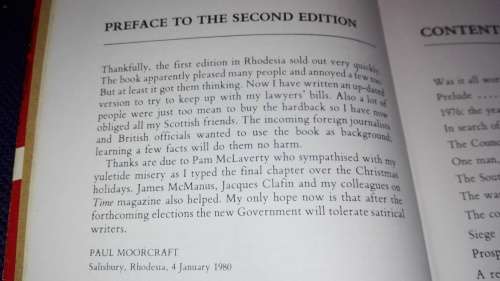 PREFACE TO THE SECOND EDITION
Thankfully, the first edition in Rhodesia sold out very quickly.
The book apparently pleased many people and annoyed a few too.
But at least it got them thinking. Now I have written an up-dated
version to try to keep up with my lawyers' bills. Also a lot of
people were just too mean to buy the hardback so I have now
obliged all my Scottish friends. The incoming foreign journalists
and British officials wanted to use the book as background:
learning a few facts will do them no harm.
Thanks are due to Pam McLaverty who sympathised with my
yuletide misery as I typed the final chapter over the Christmas
holidays. James McManus, Jacques Clafin and my colleagues on
Time magazine also helped. My only hope now is that after the
forthcoming elections the new Government will tolerate satirical
writers.
PAUL MOORCRAFT
Salisbury, Rhodesia, 4 January 1980
CONTENT
Was it all wor
Prelude ....
1976: the yea
In search of
The Counc
One man,
The Sout
The wa
The co
Siege
Prosp
A re